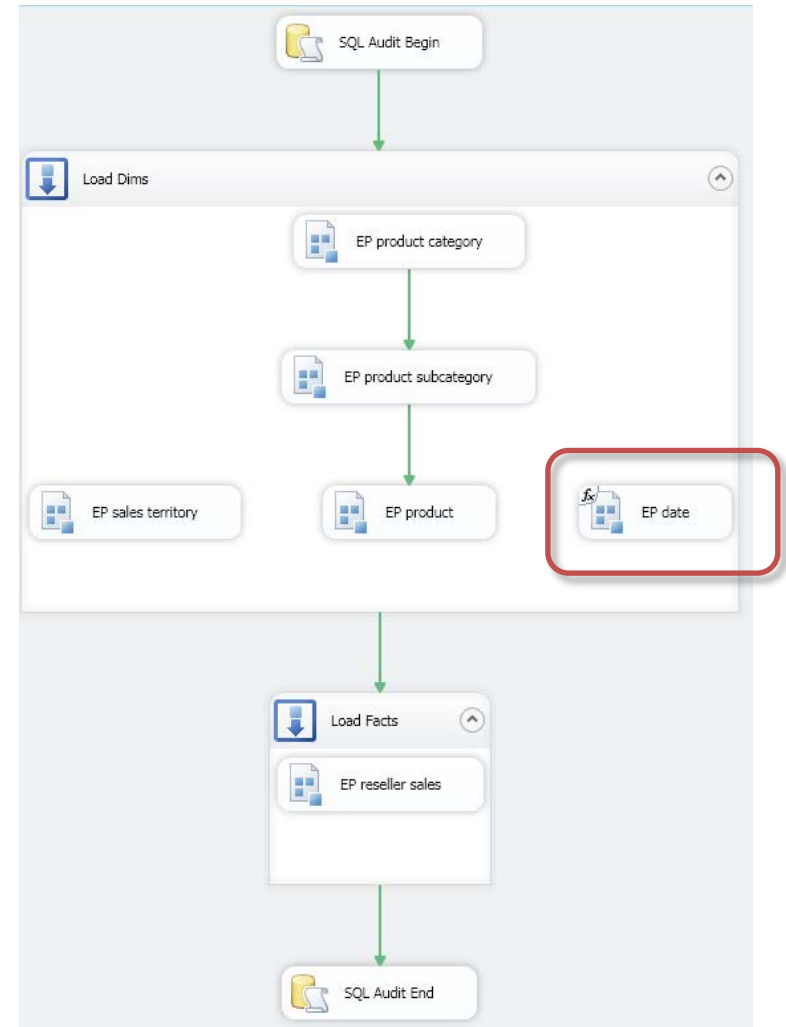 SQL Audit Begin
Load Dims
EP product category
EP product subcategory
EP sales territory
EP product
fx
EP date
Load Facts
EP reseller sales
SQL Audit End